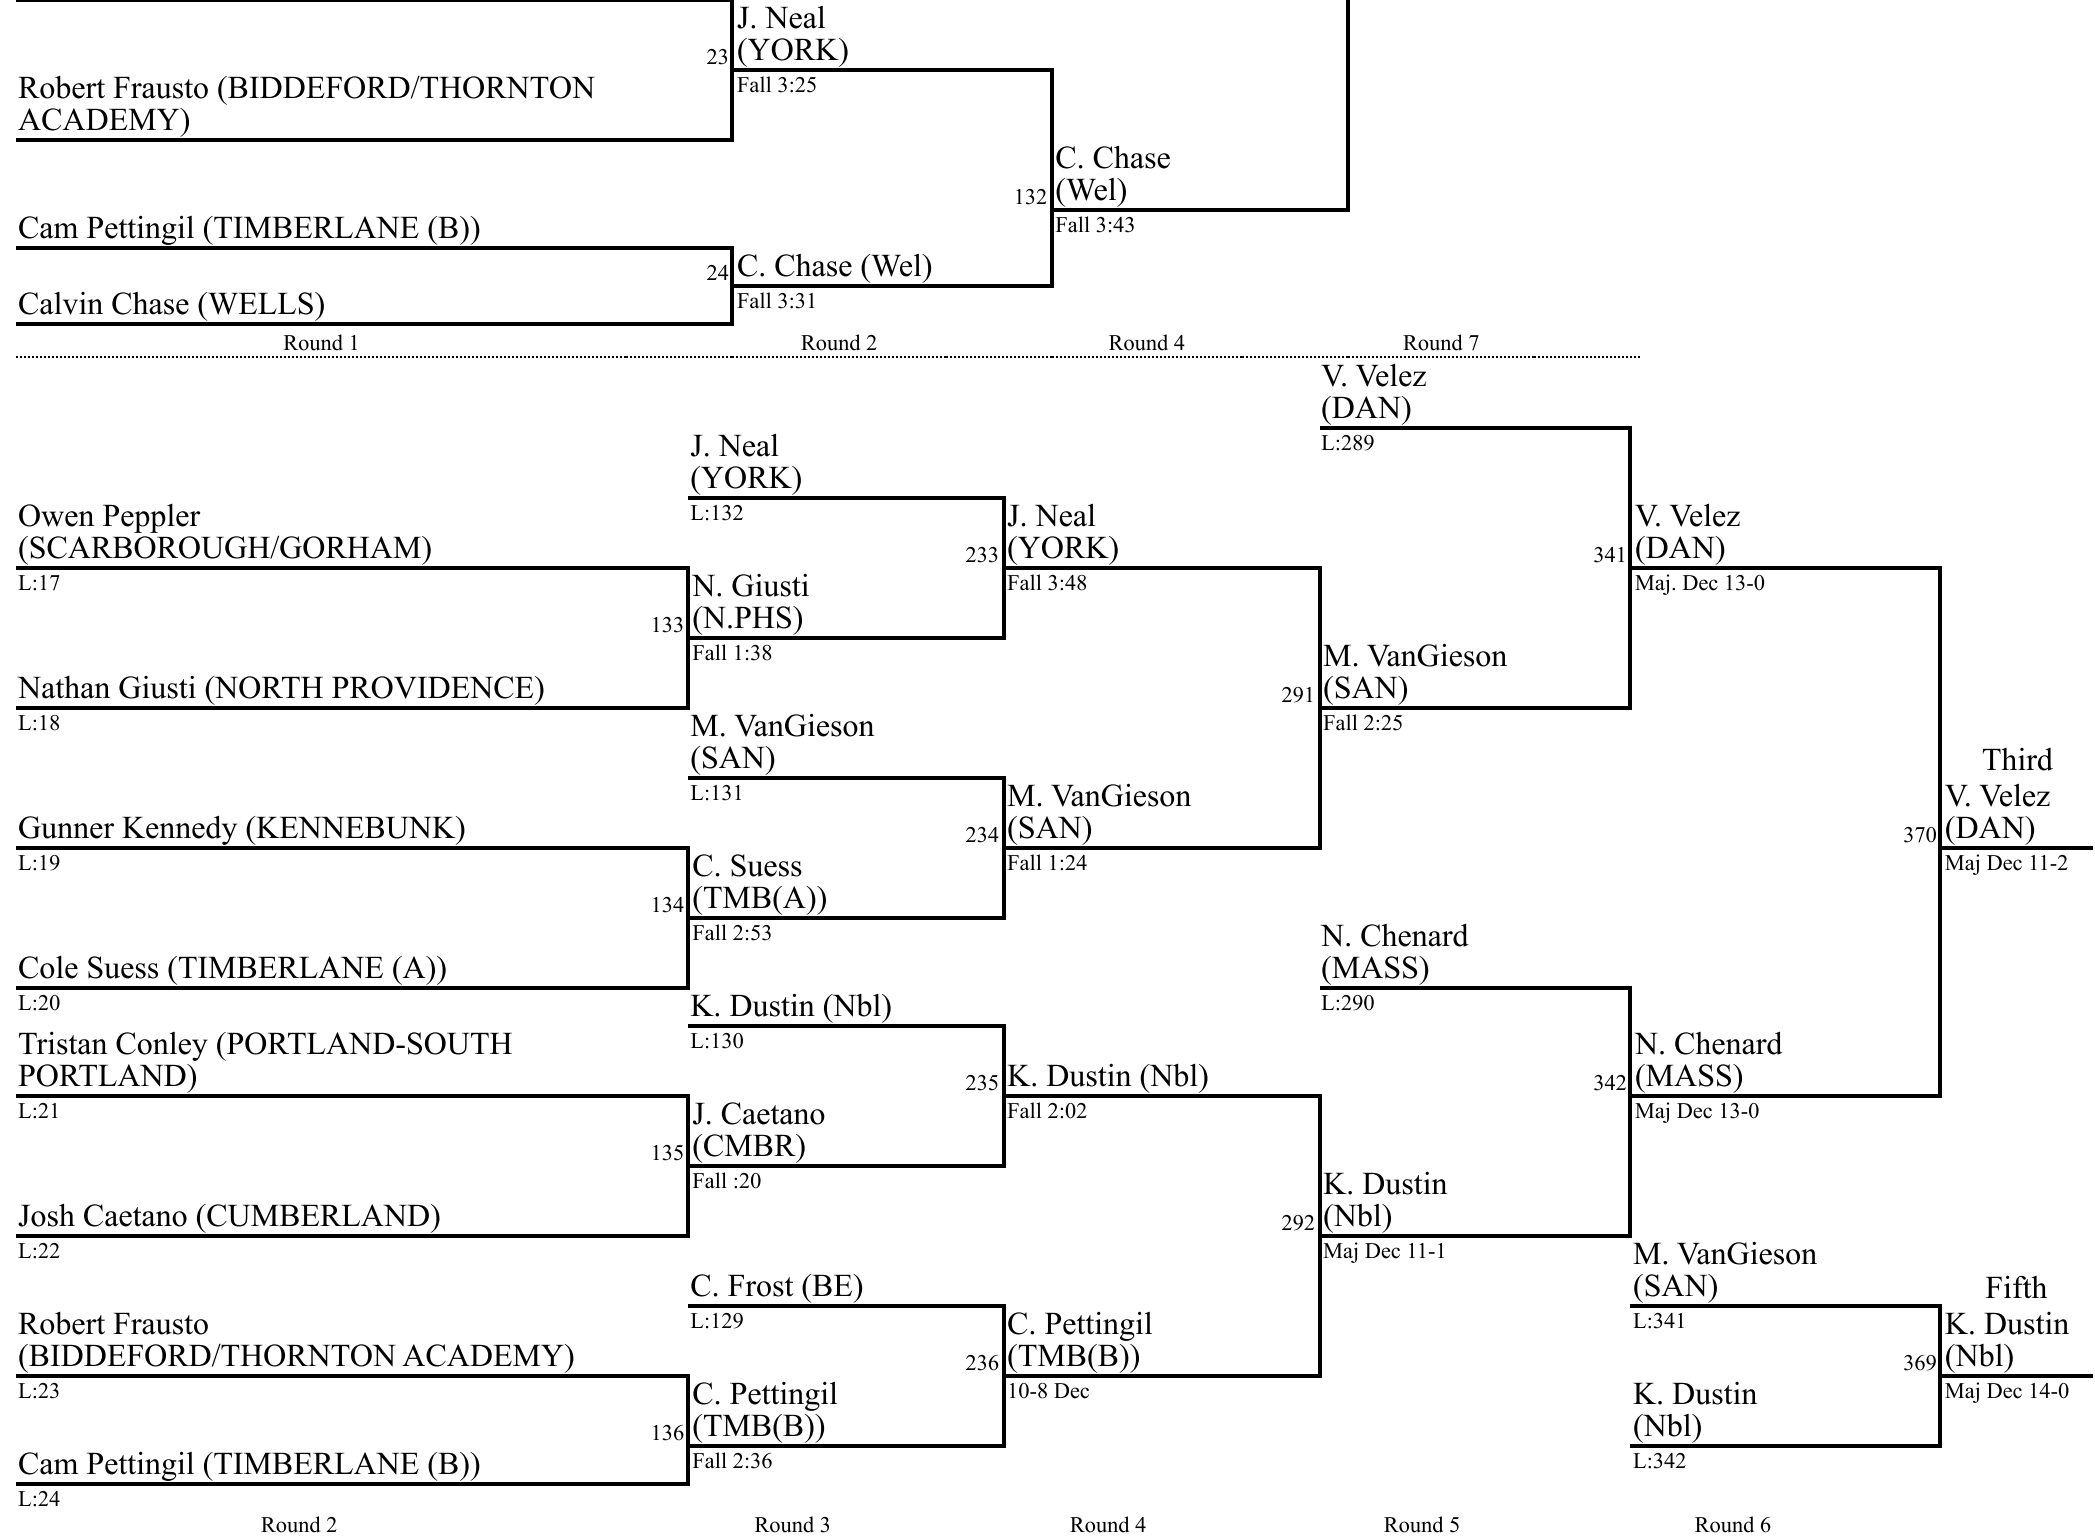 J. Neal
(YORK)
23
Fall 3:25
Robert Frausto (BIDDEFORD/THORNTON
ACADEMY)
C. Chase
(Wel)
132
Fall 3:43
Cam Pettingil (TIMBERLANE (B))
24
C. Chase (Wel)
Fall 3:31
Calvin Chase (WELLS)
Round 1
Round 2
Round 4
Round 7
V. Velez
(DAN)
L:289
J. Neal
(YORK)
L:132
Owen Peppler
(SCARBOROUGH/GORHAM)
L:17
233
J. Neal
(YORK)
Fall 3:48
341
V. Velez
(DAN)
Maj. Dec 13-0
133
N. Giusti
(N.PHS)
Fall 1:38
Nathan Giusti (NORTH PROVIDENCE)
L:18
291
M. VanGieson
(SAN)
Fall 2:25
M. VanGieson
(SAN)
L:131
Third
V. Velez
(DAN)
370
Maj Dec 11-2
Gunner Kennedy (KENNEBUNK)
L:19
234
M. VanGieson
(SAN)
Fall 1:24
134
C. Suess
(TMB(A))
Fall 2:53
Cole Suess (TIMBERLANE (A))
L:20
N. Chenard
(MASS)
L:290
K. Dustin (Nbl)
L:130
Tristan Conley (PORTLAND-SOUTH
PORTLAND)
L:21
235
K. Dustin (Nbl)
Fall 2:02
342
N. Chenard
(MASS)
Maj Dec 13-0
135
J. Caetano
(CMBR)
Fall :20
Josh Caetano (CUMBERLAND)
L:22
292
K. Dustin
(Nbl)
Maj Dec 11-1
M. VanGieson
(SAN)
L:341
C. Frost (BE)
L:129
Fifth
K. Dustin
(Nbl)
369
Maj Dec 14-0
Robert Frausto
(BIDDEFORD/THORNTON ACADEMY)
L:23
236
C. Pettingil
(TMB(B))
10-8 Dec
136
C. Pettingil
(TMB(B))
Fall 2:36
K. Dustin
(Nbl)
L:342
Cam Pettingil (TIMBERLANE (B))
L:24
Round 2
Round 3
Round 4
Round 5
Round 6